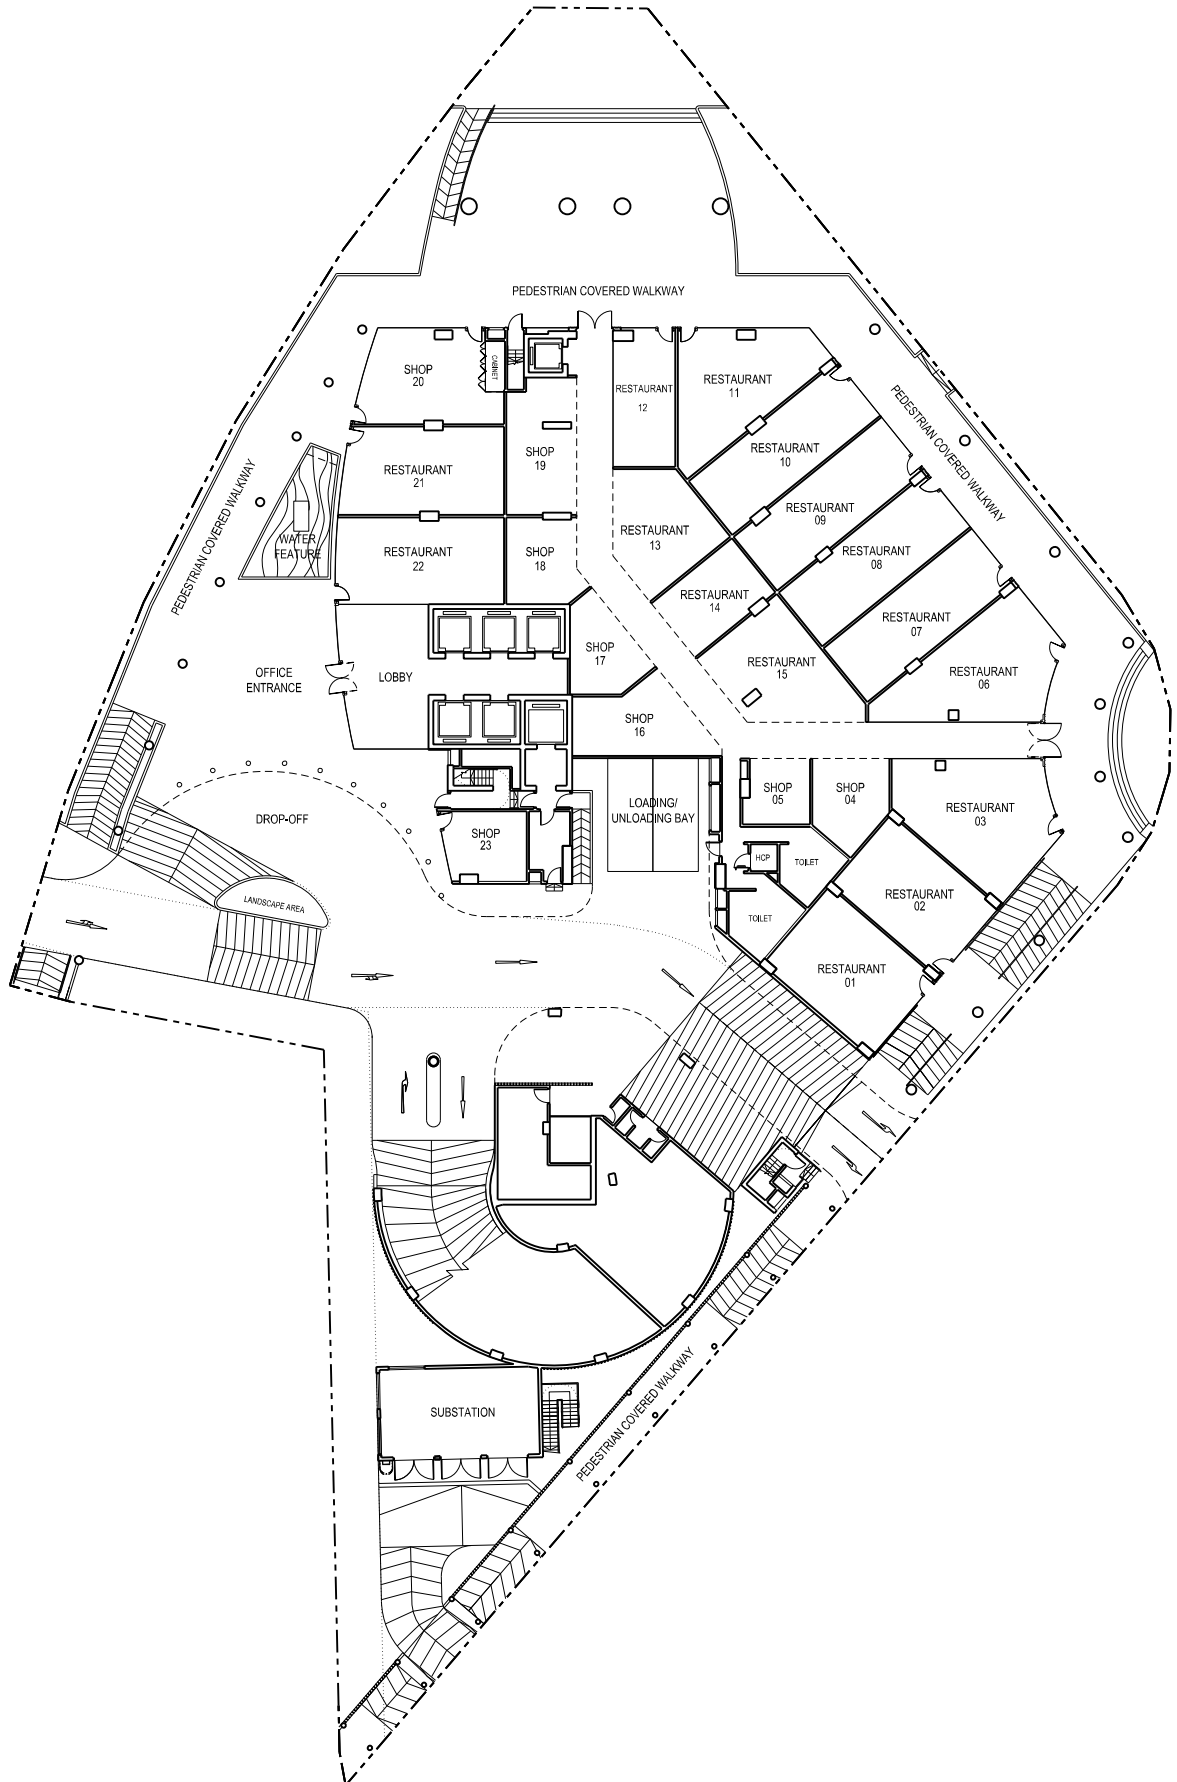 PEDESTRIAN COVERED WALKWAY
SHOP
20
CABINET
RESTAURANT
12
RESTAURANT
11
PEDESTRIAN COVERED WALKWAY
RESTAURANT
21
SHOP
19
RESTAURANT
10
RESTAURANT
09
PEDESTRIAN COVERED WALKWAY
WATER
FEATURE
RESTAURANT
22
SHOP
18
RESTAURANT
13
RESTAURANT
08
RESTAURANT
14
RESTAURANT
07
OFFICE
ENTRANCE
LOBBY
SHOP
17
RESTAURANT
15
RESTAURANT
06
SHOP
16
DROP-OFF
SHOP
23
LOADING/
UNLOADING BAY
SHOP
05
SHOP
04
RESTAURANT
03
HCP
TOILET
LANDSCAPE AREA
TOILET
RESTAURANT
02
RESTAURANT
01
SUBSTATION
PEDESTRIAN COVERED WALKWAY